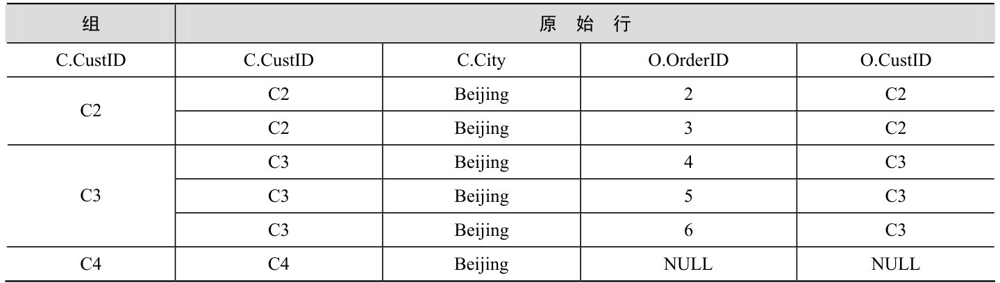 组 原 始 行
C.CustID C.CustID C.City O.OrderID O.CustID
C2 C2 Beijing 2 C2
C2 Beijing 3 C2
C3 C3 Beijing 4 C3
C3 Beijing 5 C3
C3 Beijing 6 C3
C4 C4 Beijing NULL NULL